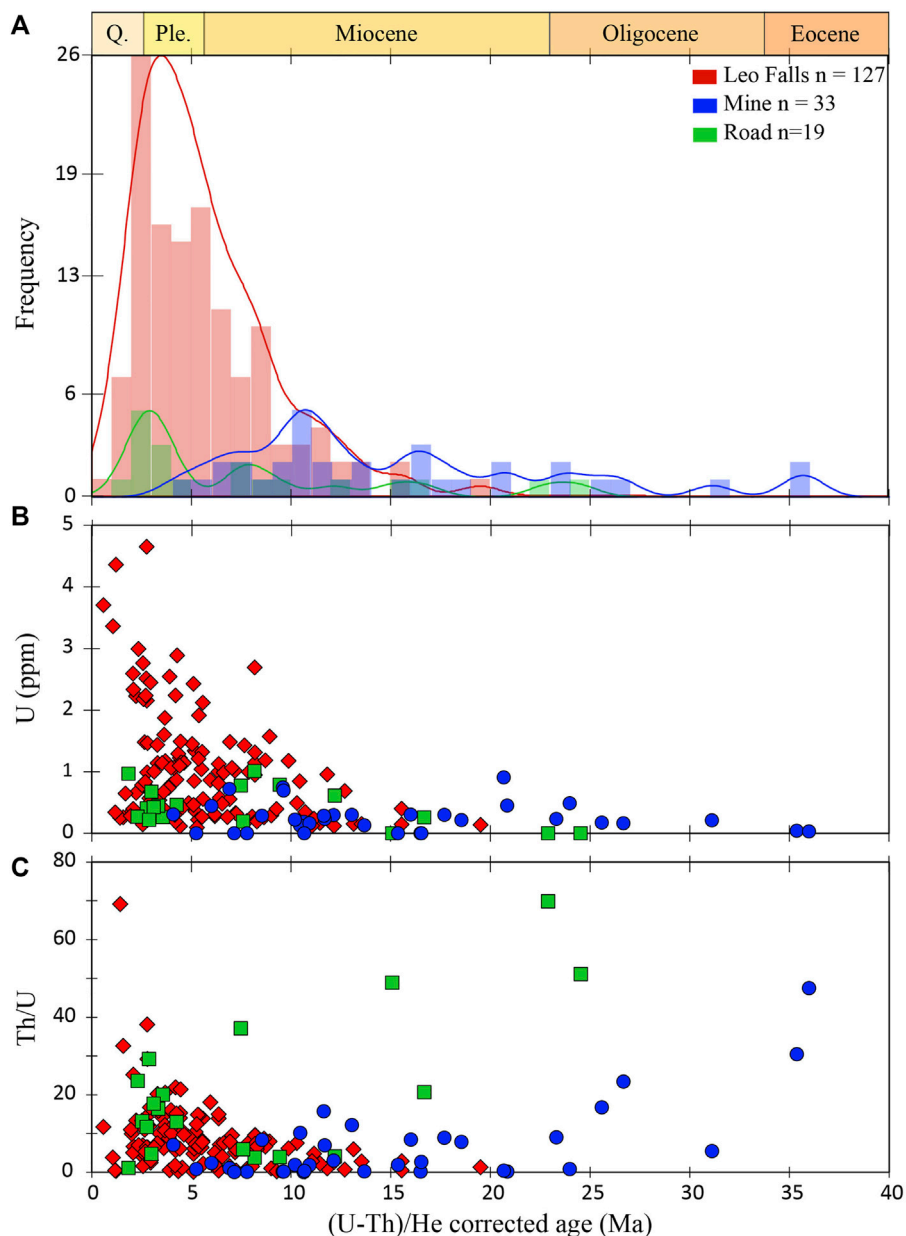 A
Q. Ple. Miocene Oligocene Eocene
26
19
13
6
0
Frequency
Leo Falls n = 127
Mine n = 33
Road n=19
B
5
4
3
2
1
0
U (ppm)
C
80
60
40
20
0
Th/U
0 5 10 15 20 25 30 35 40
(U-Th)/He corrected age (Ma)